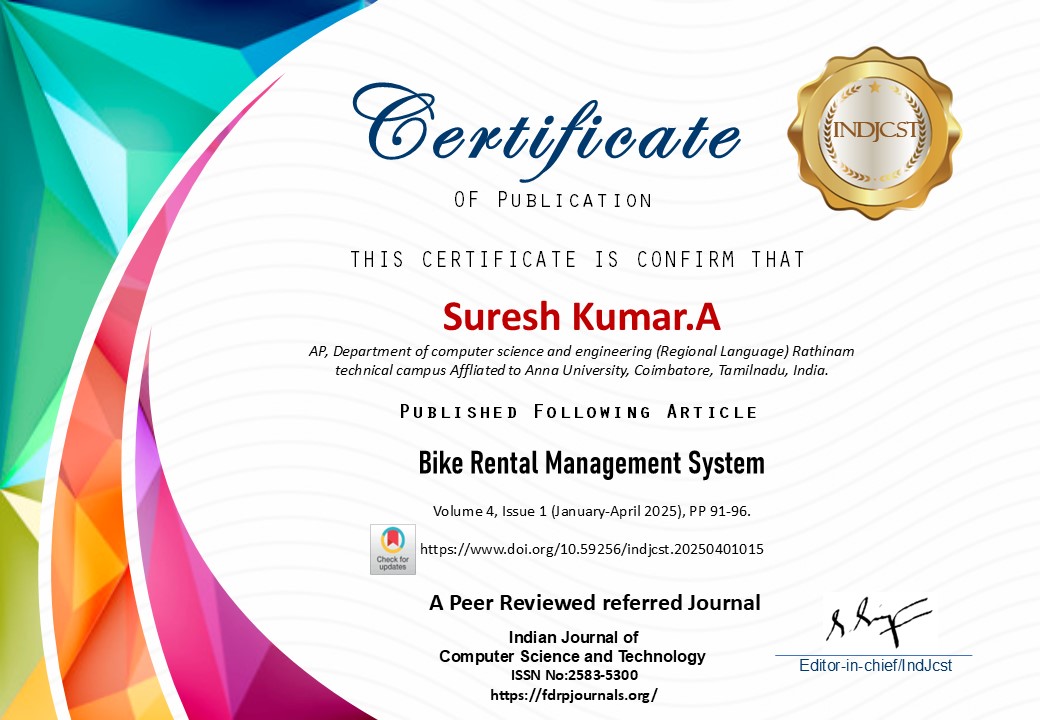 Certificate
INDJCST
OF PUBLICATION
THIS CERTIFICATE IS CONFIRM THAT
Suresh Kumar.A
AP, Department of computer science and engineering (Regional Language) Rathinam
technical campus Affliated to Anna University, Coimbatore, Tamilnadu, India.
PUBLISHED FOLLOWING ARTICLE
Bike Rental Management System
Volume 4, Issue 1 (January-April 2025), PP 91-96.
Check for
updates
https://www.doi.org/10.59256/indjcst.20250401015
A Peer Reviewed referred Journal
Indian Journal of
Computer Science and Technology
ISSN No:2583-5300
https://fdrpjournals.org/
Editor-in-chief/IndJcst